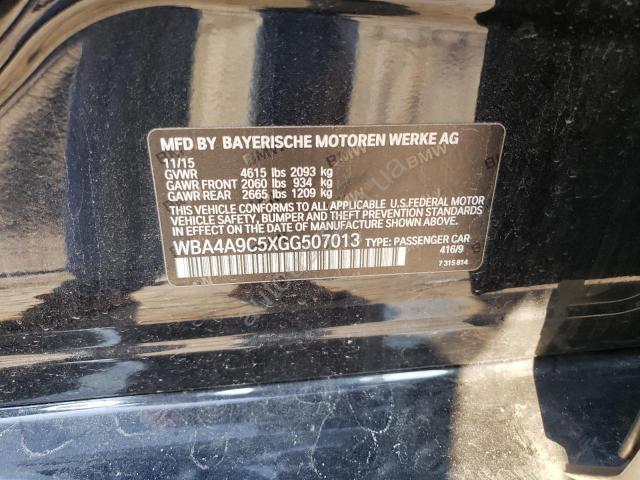 MFD BY BAYERISCHE MOTOREN WERKE AG
11/15
GVWR 4615 lbs 2093 kg
GAWR FRONT 2060 lbs 934 kg
GAWR REAR 2665 lbs 1209 kg
THIS VEHICLE CONFORMS TO ALL APPLICABLE U.S.FEDERAL MOTOR
VEHICLE SAFETY, BUMPER, AND THEFT PREVENTION STANDARDS
IN EFFECT ON THE DATE OF MANUFACTURE SHOWN ABOVE.
WBA4A9C5XGG507013 TYPE: PASSENGER CAR
416/9
7 315 814